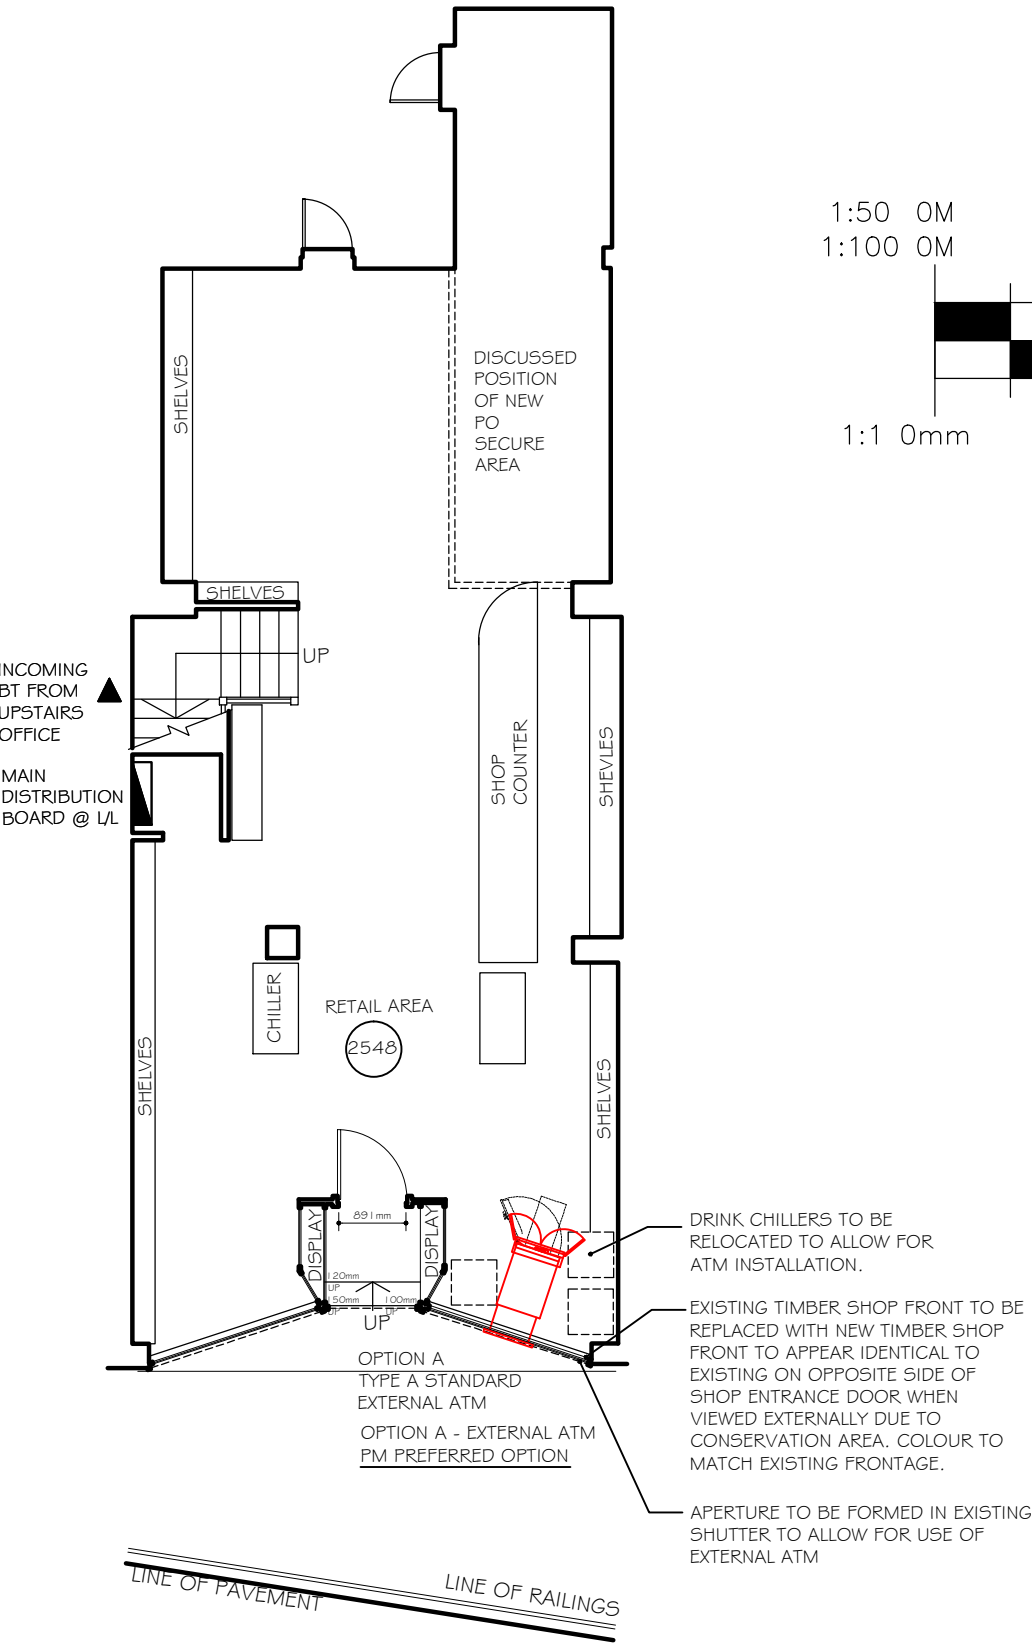 1:50 0M
1:100 0M
1:1 0mm
SHELVES
DISCUSSED
POSITION
OF NEW
PO
SECURE
AREA
SHELVES
UP
INCOMING
BT FROM
UPSTAIRS
OFFICE
MAIN
DISTRIBUTION
BOARD @ L/L
SHOP
COUNTER
SHEVLES
CHILLER
RETAIL AREA
2548
SHELVES
SHELVES
891mm
DISPLAY
DISPLAY
120mm
UP
150mm
UP
100mm
UP
UP
OPTION A
TYPE A STANDARD
EXTERNAL ATM
OPTION A - EXTERNAL ATM
PM PREFERRED OPTION
DRINK CHILLERS TO BE
RELOCATED TO ALLOW FOR
ATM INSTALLATION.
EXISTING TIMBER SHOP FRONT TO BE
REPLACED WITH NEW TIMBER SHOP
FRONT TO APPEAR IDENTICAL TO
EXISTING ON OPPOSITE SIDE OF
SHOP ENTRANCE DOOR WHEN
VIEWED EXTERNALLY DUE TO
CONSERVATION AREA. COLOUR TO
MATCH EXISTING FRONTAGE.
APERTURE TO BE FORMED IN EXISTING
SHUTTER TO ALLOW FOR USE OF
EXTERNAL ATM
LINE OF PAVEMENT
LINE OF RAILINGS